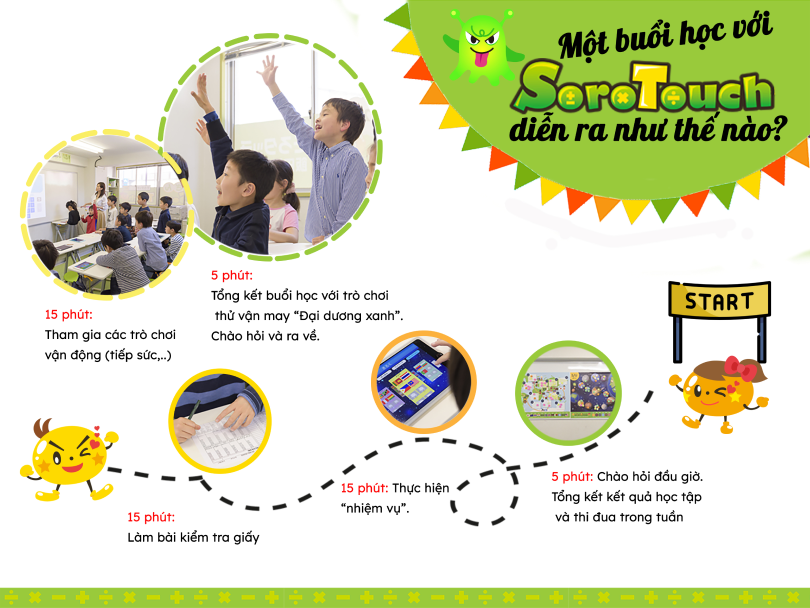 Một buổi học với
SoroTouch
diễn ra như thế nào?
START
5 phút: Chào hỏi đầu giờ.
Tổng kết kết quả học tập
và thi đua trong tuần
15 phút: Thực hiện
“nhiệm vụ”.
15 phút:
Làm bài kiểm tra giấy
15 phút:
Tham gia các trò chơi
vận động (tiếp sức,..)
5 phút:
Tổng kết buổi học với trò chơi
thử vận may “Đại dương xanh”.
Chào hỏi và ra về.